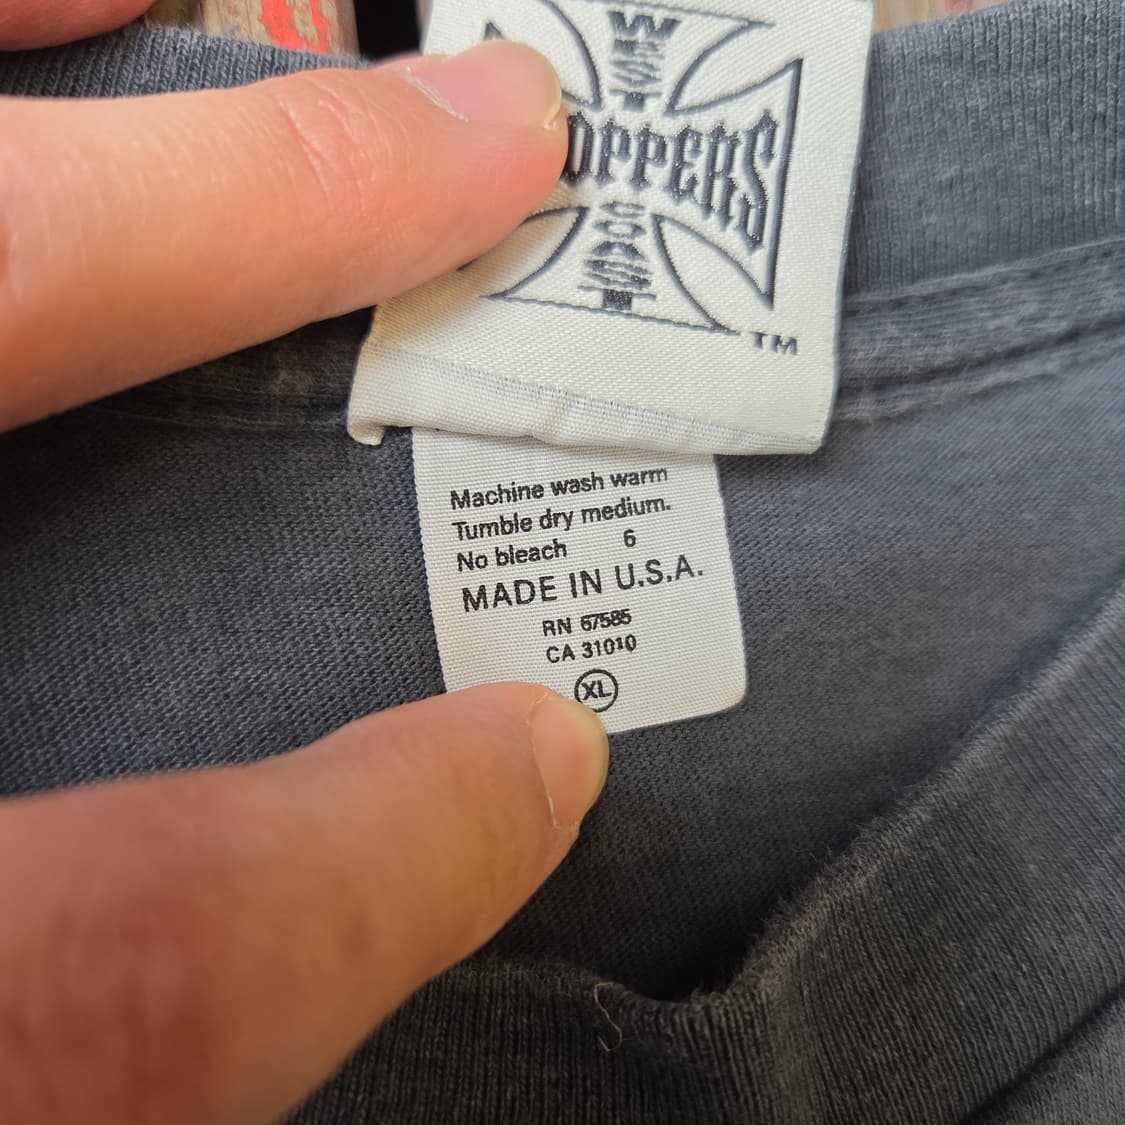 WEST
CHOPPERS
COAST
TM
Machine wash warm
Tumble dry medium.
No bleach 6
MADE IN U.S.A.
RN 67585
CA 31010
XL